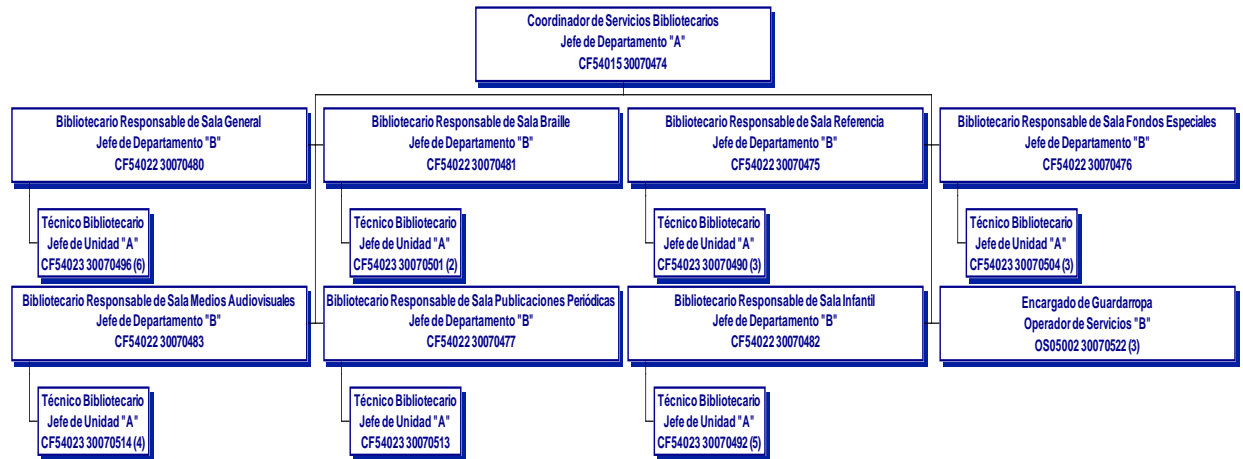 Coordinador de Servicios Bibliotecarios
Jefe de Departamento "A"
CF54015 30070474
Bibliotecario Responsable de Sala General
Jefe de Departamento "B"
CF54022 30070480
Bibliotecario Responsable de Sala Braille
Jefe de Departamento "B"
CF54022 30070481
Bibliotecario Responsable de Sala Referencia
Jefe de Departamento "B"
CF54022 30070475
Bibliotecario Responsable de Sala Fondos Especiales
Jefe de Departamento "B"
CF54022 30070476
Técnico Bibliotecario
Jefe de Unidad "A"
CF54023 30070496 (6)
Técnico Bibliotecario
Jefe de Unidad "A"
CF54023 30070501 (2)
Técnico Bibliotecario
Jefe de Unidad "A"
CF54023 30070490 (3)
Técnico Bibliotecario
Jefe de Unidad "A"
CF54023 30070504 (3)
Bibliotecario Responsable de Sala Medios Audiovisuales
Jefe de Departamento "B"
CF54022 30070483
Bibliotecario Responsable de Sala Publicaciones Periódicas
Jefe de Departamento "B"
CF54022 30070477
Bibliotecario Responsable de Sala Infantil
Jefe de Departamento "B"
CF54022 30070482
Encargado de Guardarropa
Operador de Servicios "B"
OS05002 30070522 (3)
Técnico Bibliotecario
Jefe de Unidad "A"
CF54023 30070514 (4)
Técnico Bibliotecario
Jefe de Unidad "A"
CF54023 30070513
Técnico Bibliotecario
Jefe de Unidad "A"
CF54023 30070492 (5)